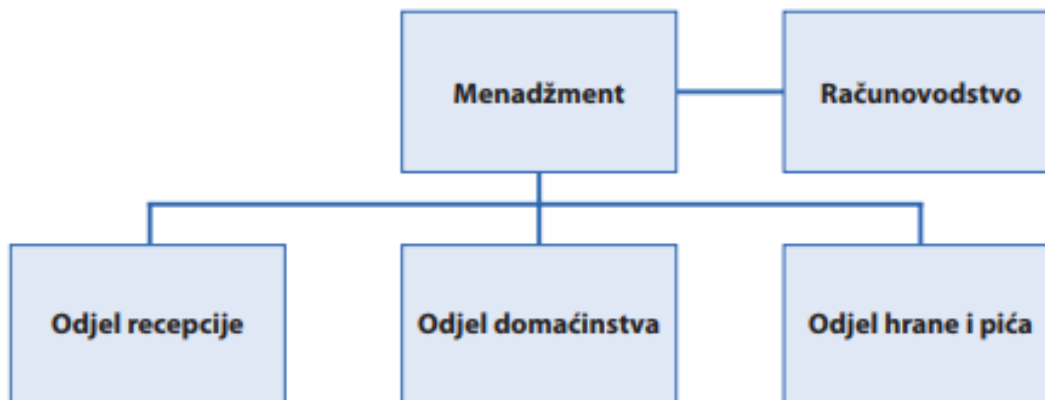 Menadžment
Računovodstvo
Odjel recepcije
Odjel domaćinstva
Odjel hrane i pića